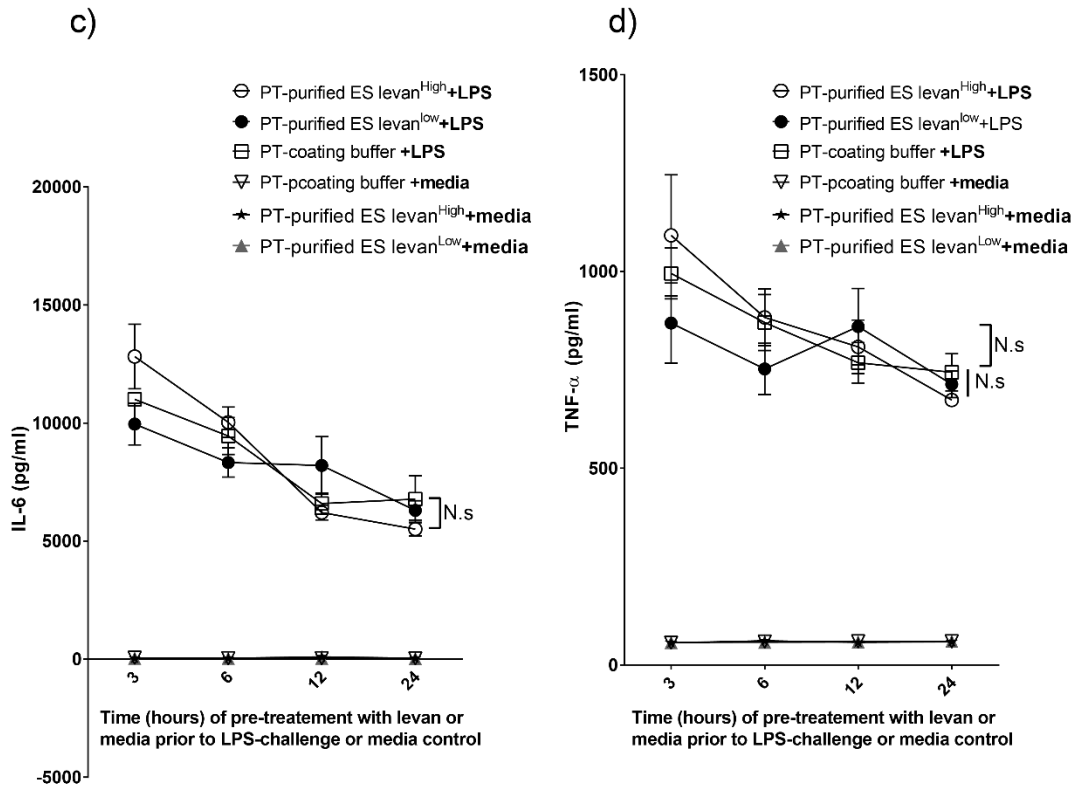 c)
PT-purified ES levanHigh+LPS
PT-purified ES levanlow+LPS
PT-coating buffer +LPS
PT-pcoating buffer +media
PT-purified ES levanHigh+media
PT-purified ES levanLow+media
20000
15000
10000
5000
0
-5000
IL-6 (pg/ml)
N.s
3
6
12
24
Time (hours) of pre-treatement with levan or
media prior to LPS-challenge or media control
d)
PT-purified ES levanHigh+LPS
PT-purified ES levanlow+LPS
PT-coating buffer +LPS
PT-pcoating buffer +media
PT-purified ES levanHigh+media
PT-purified ES levanLow+media
1500
1000
500
0
TNF-α (pg/ml)
N.s
N.s
3
6
12
24
Time (hours) of pre-treatement with levan or
media prior to LPS-challenge or media control